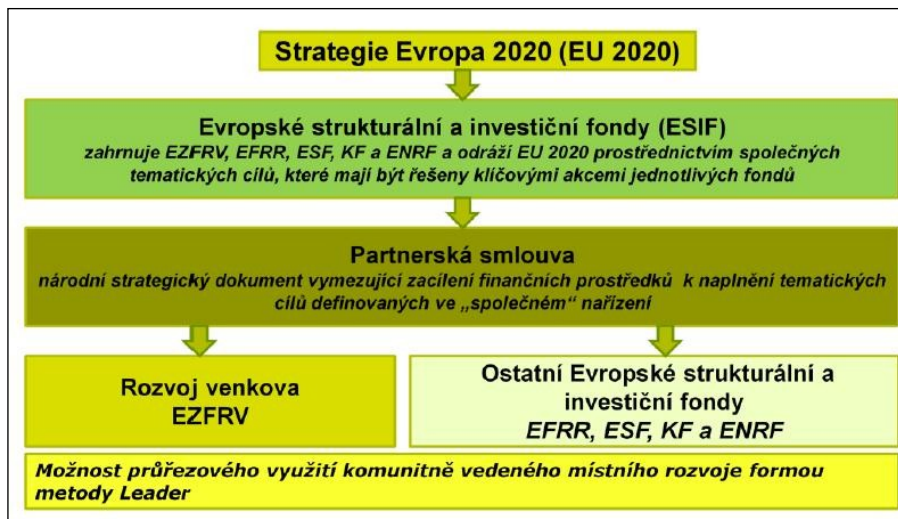 Strategie Evropa 2020 (EU 2020)
Evropské strukturální a investiční fondy (ESIF)
zahrnuje EZFRV, EFRR, ESF, KF a ENRF a odráží EU 2020 prostřednictvím společných
tematických cílů, které mají být řešeny klíčovými akcemi jednotlivých fondů
Partnerská smlouva
národní strategický dokument vymezující zacílení finančních prostředků k naplnění tematických
cílů definovaných ve „společném“ nařízení
Rozvoj venkova
EZFRV
Ostatní Evropské strukturální a
investiční fondy
EFRR, ESF, KF a ENRF
Možnost průřezového využití komunitně vedeného místního rozvoje formou
metody Leader